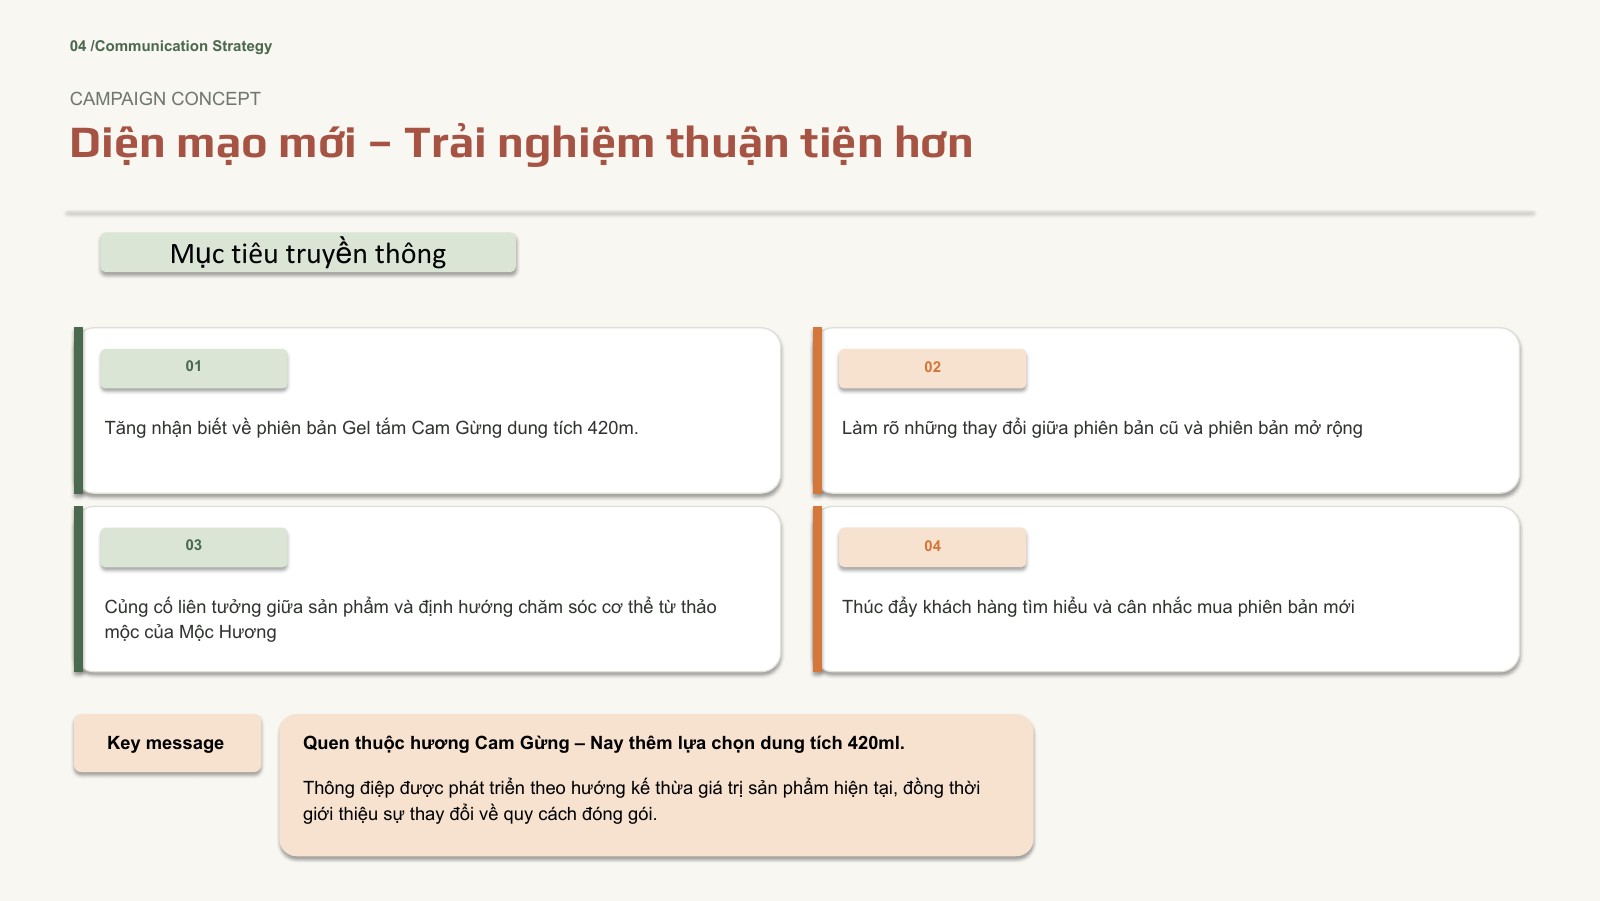 04 /Communication Strategy
CAMPAIGN CONCEPT
Diện mạo mới – Trải nghiệm thuận tiện hơn
Mục tiêu truyền thông
01
Tăng nhận biết về phiên bản Gel tắm Cam Gừng dung tích 420m.
02
Làm rõ những thay đổi giữa phiên bản cũ và phiên bản mở rộng
03
Củng cố liên tưởng giữa sản phẩm và định hướng chăm sóc cơ thể từ thảo
mộc của Mộc Hương
04
Thúc đẩy khách hàng tìm hiểu và cân nhắc mua phiên bản mới
Key message
Quen thuộc hương Cam Gừng – Nay thêm lựa chọn dung tích 420ml.
Thông điệp được phát triển theo hướng kế thừa giá trị sản phẩm hiện tại, đồng thời
giới thiệu sự thay đổi về quy cách đóng gói.